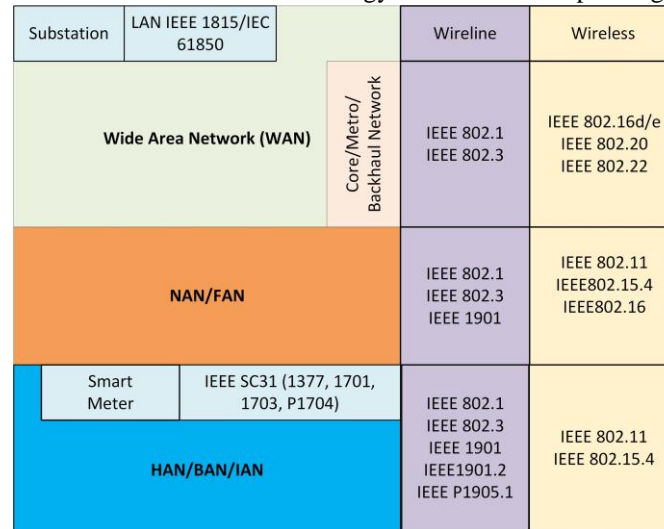 Substation
LAN IEEE 1815/IEC
61850
Wireline
Wireless
Wide Area Network (WAN)
Core/Metro/
Backhaul Network
IEEE 802.1
IEEE 802.3
IEEE 802.16d/e
IEEE 802.20
IEEE 802.22
NAN/FAN
IEEE 802.1
IEEE 802.3
IEEE 1901
IEEE 802.11
IEEE802.15.4
IEEE802.16
Smart
Meter
IEEE SC31 (1377, 1701,
1703, P1704)
HAN/BAN/IAN
IEEE 802.1
IEEE 802.3
IEEE 1901
IEEE1901.2
IEEE P1905.1
IEEE 802.11
IEEE 802.15.4